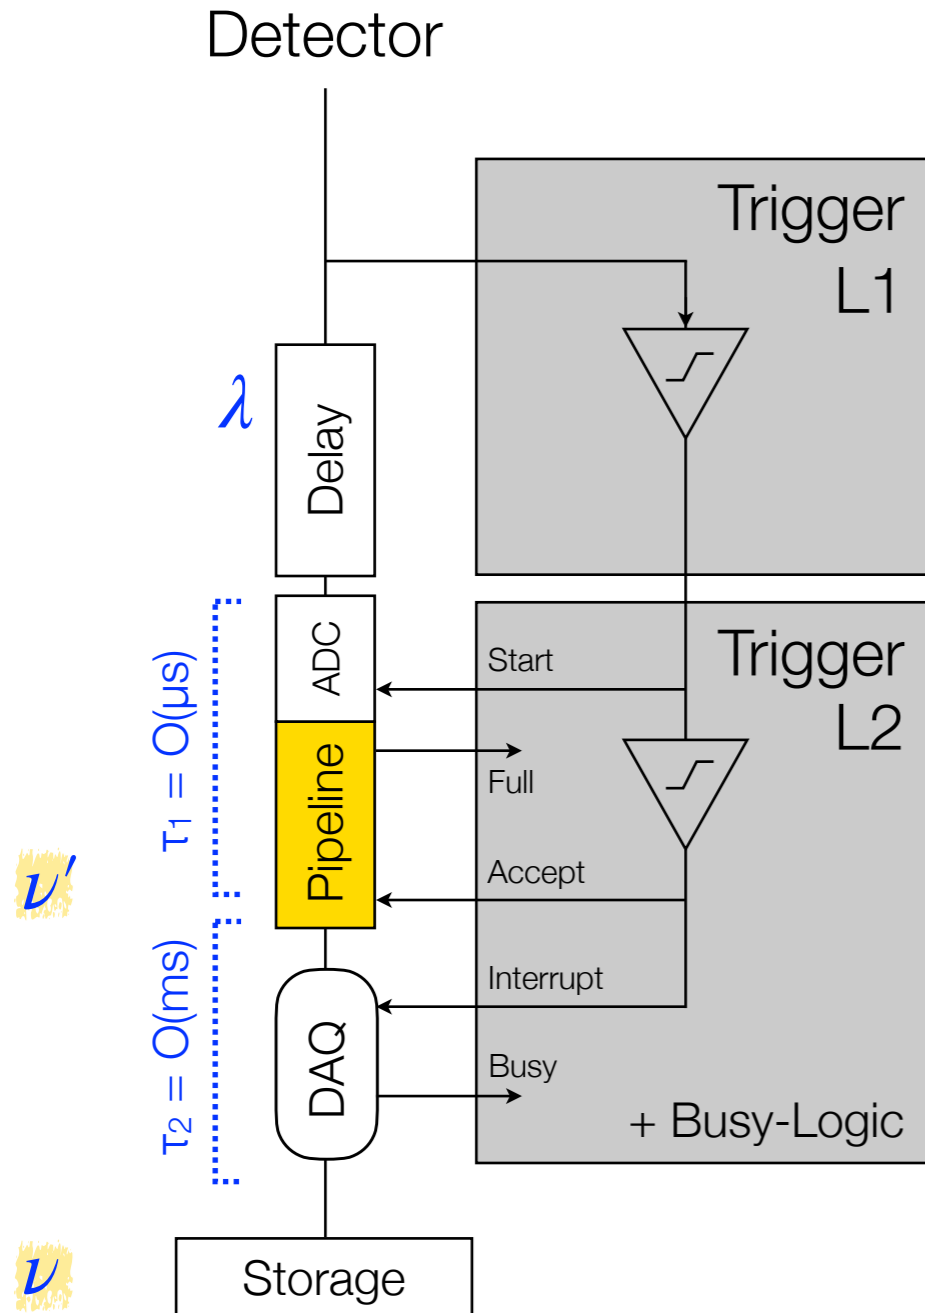 Detector
Trigger
L1
λ
Delay
ADC
Start
Trigger
L2
τ₁ = O(μs)
Pipeline
Full
Accept
ν′
Interrupt
τ₂ = O(ms)
DAQ
Busy
+ Busy-Logic
ν
Storage